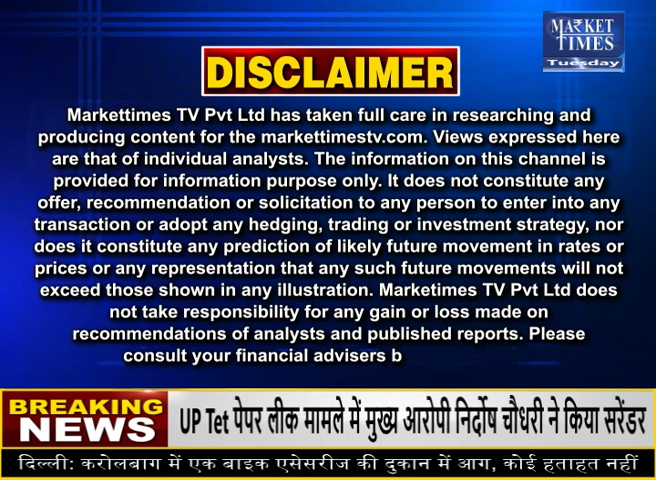 MARKET
TIMES
Tuesday
DISCLAIMER
Markettimes TV Pvt Ltd has taken full care in researching and
producing content for the markettimestv.com. Views expressed here
are that of individual analysts. The information on this channel is
provided for information purpose only. It does not constitute any
offer, recommendation or solicitation to any person to enter into any
transaction or adopt any hedging, trading or investment strategy, nor
does it constitute any prediction of likely future movement in rates or
prices or any representation that any such future movements will not
exceed those shown in any illustration. Marketimes TV Pvt Ltd does
not take responsibility for any gain or loss made on
recommendations of analysts and published reports. Please
consult your financial advisers b
BREAKING
NEWS
UP Tet पेपर लीक मामले में मुख्य आरोपी निर्दोष चौधरी ने किया सरेंडर
दिल्ली: करोलबाग में एक बाइक एसेसरीज की दुकान में आग, कोई हताहत नहीं